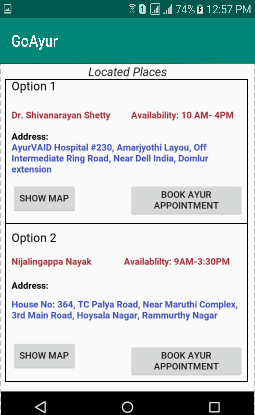 74% 12:57 PM
GoAyur
Located Places
Option 1
Dr. Shivanarayan Shetty Availability: 10 AM- 4PM
Address:
AyurVAID Hospital #230, Amarjyothi Layou, Off
Intermediate Ring Road, Near Dell India, Domlur
extension
SHOW MAP
BOOK AYUR
APPOINTMENT
Option 2
Nijalingappa Nayak Availablilty: 9AM-3:30PM
Address:
House No: 364, TC Palya Road, Near Maruthi Complex,
3rd Main Road, Hoysala Nagar, Rammurthy Nagar
SHOW MAP
BOOK AYUR
APPOINTMENT